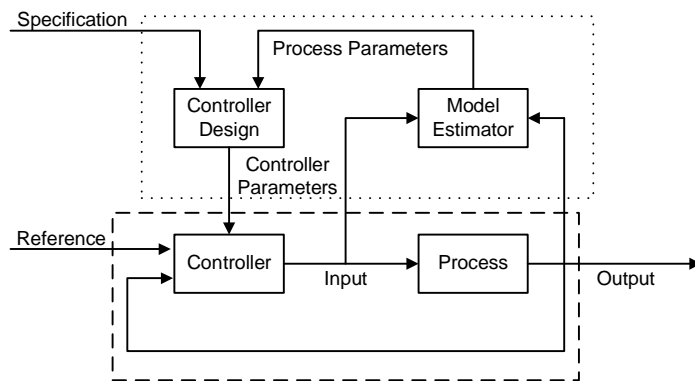 Specification
Process Parameters
Controller
Design
Model
Estimator
Controller
Parameters
Reference
Controller
Input
Process
Output